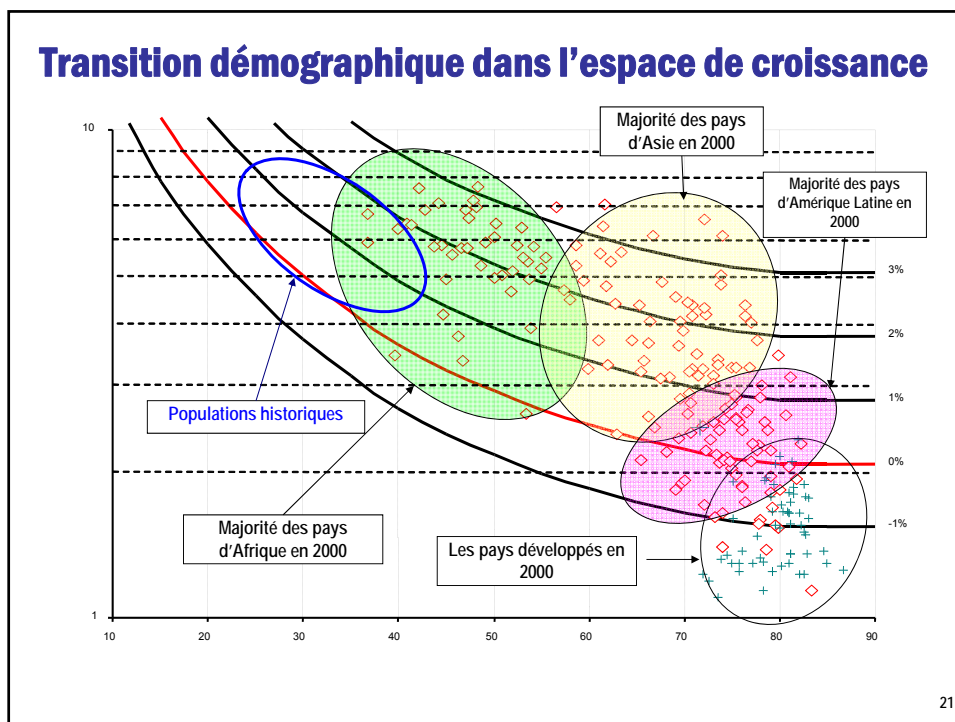 Transition démographique dans l’espace de croissance
Majorité des pays
d’Asie en 2000
Majorité des pays
d’Amérique Latine en
2000
10
3%
2%
1%
0%
-1%
Populations historiques
Majorité des pays
d’Afrique en 2000
Les pays développés en
2000
1
10
20
30
40
50
60
70
80
90
21